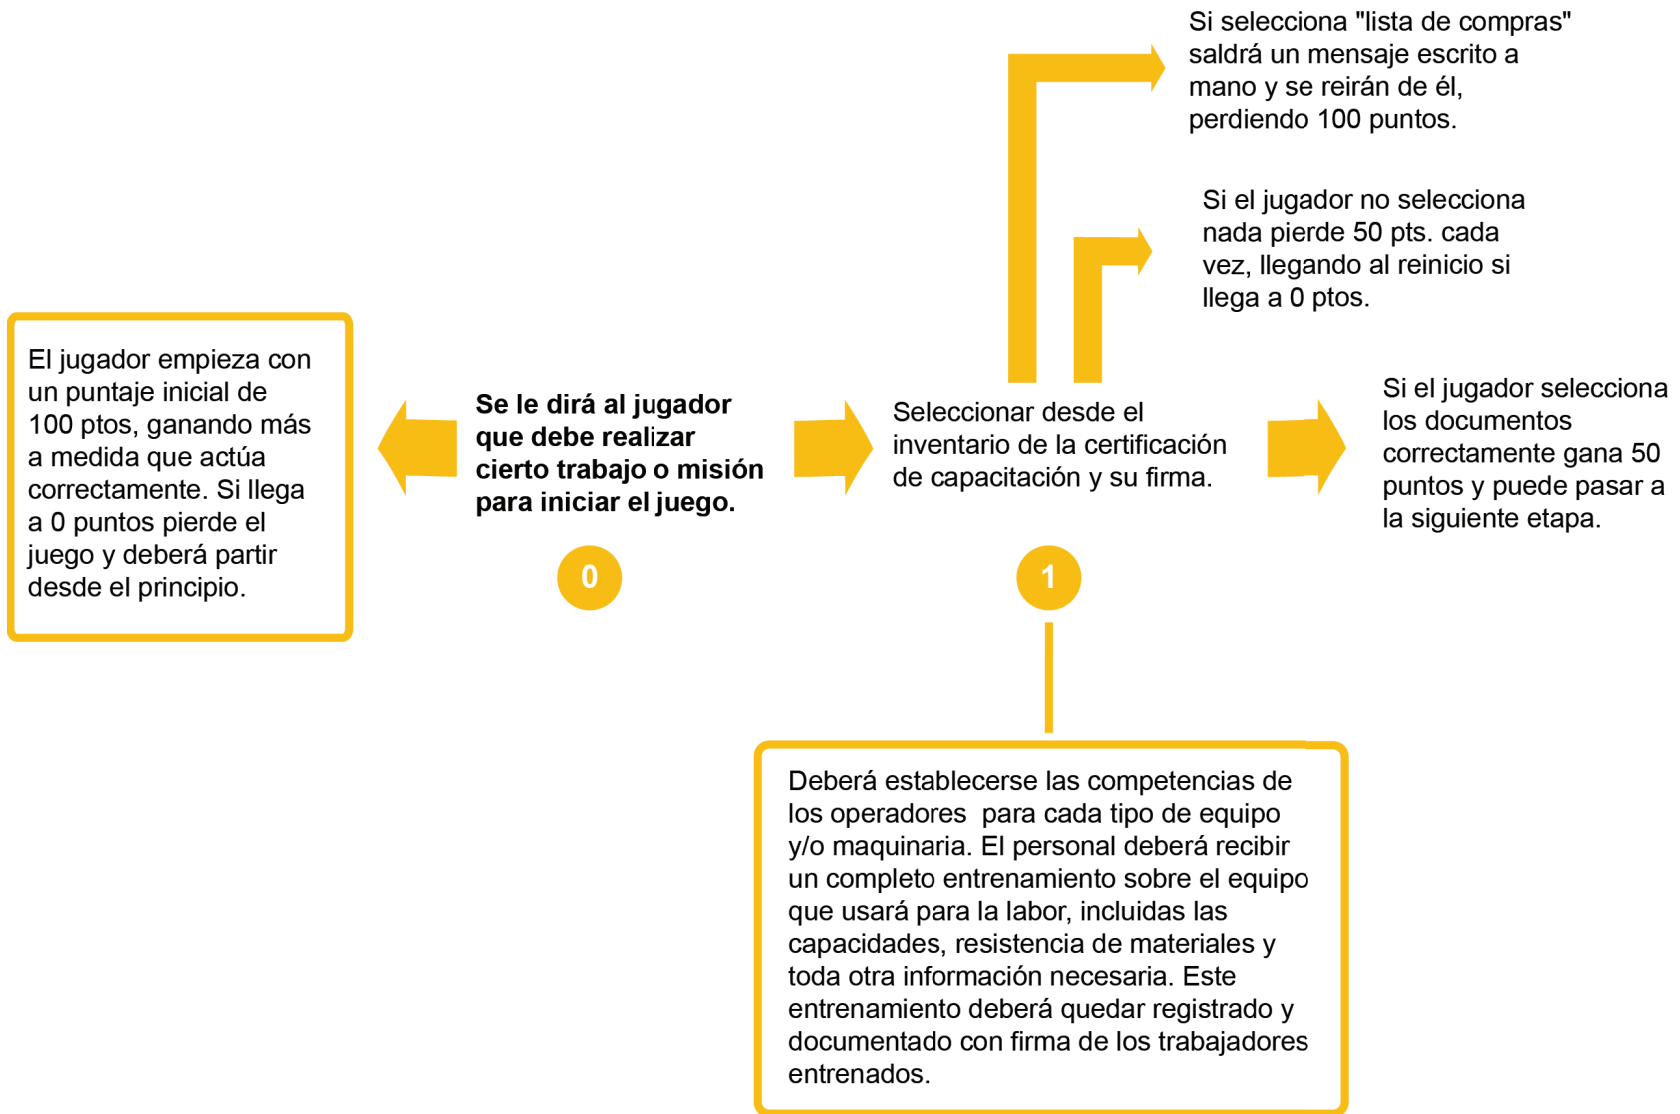 Si selecciona "lista de compras"
saldrá un mensaje escrito a
mano y se reirán de él,
perdiendo 100 puntos.
Si el jugador no selecciona
nada pierde 50 pts. cada
vez, llegando al reinicio si
llega a 0 ptos.
El jugador empieza con
un puntaje inicial de
100 ptos, ganando más
a medida que actúa
correctamente. Si llega
a 0 puntos pierde el
juego y deberá partir
desde el principio.
Se le dirá al jugador
que debe realizar
cierto trabajo o misión
para iniciar el juego.
0
Seleccionar desde el
inventario de la certificación
de capacitación y su firma.
1
Si el jugador selecciona
los documentos
correctamente gana 50
puntos y puede pasar a
la siguiente etapa.
Deberá establecerse las competencias de
los operadores  para cada tipo de equipo
y/o maquinaria. El personal deberá recibir
un completo entrenamiento sobre el equipo
que usará para la labor, incluidas las
capacidades, resistencia de materiales y
toda otra información necesaria. Este
entrenamiento deberá quedar registrado y
documentado con firma de los trabajadores
entrenados.